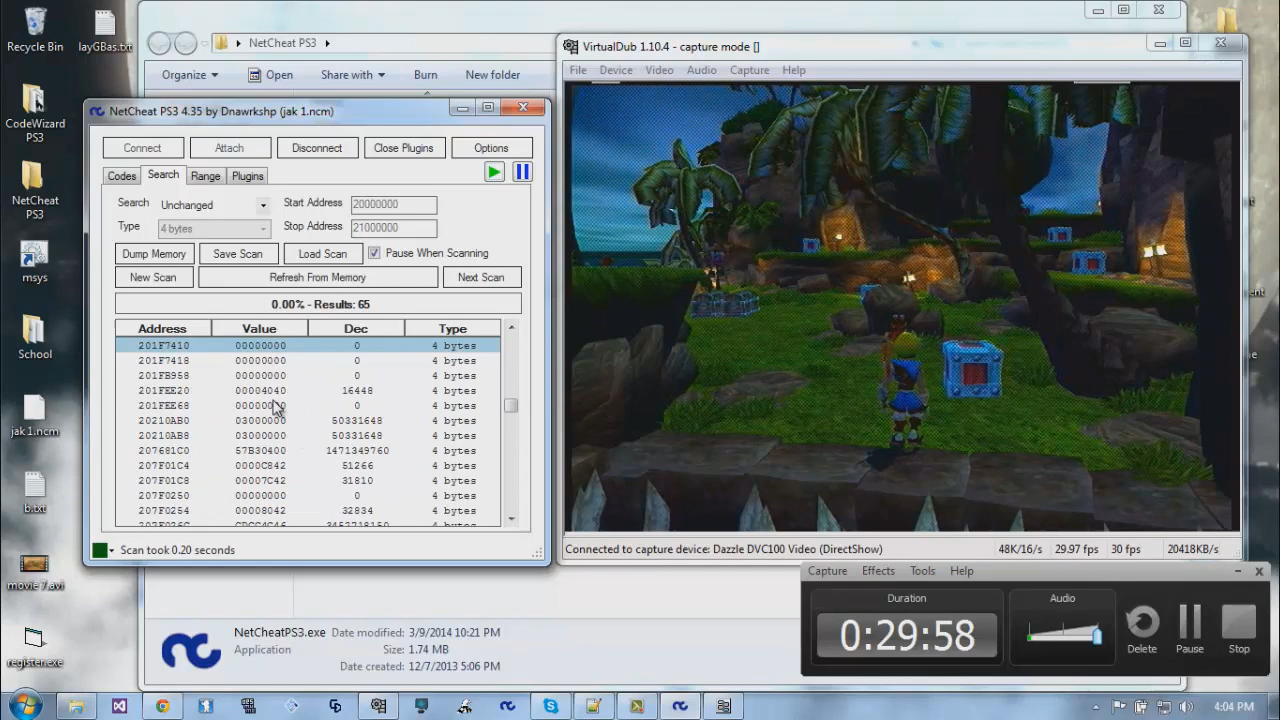 Recycle Bin
layGBas.txt
CodeWizard PS3
NetCheat PS3
msys
School
jak 1.ncm
b.txt
movie 7.avi
register.exe
NetCheat PS3
Organize
Open
Share with
Burn
New folder
NetCheat PS3 4.35 by Dnawrkshp (jak 1.ncm)
Connect
Attach
Disconnect
Close Plugins
Options
Codes
Search
Range
Plugins
Search
Unchanged
Start Address
20000000
Type
4 bytes
Stop Address
21000000
Dump Memory
Save Scan
Load Scan
Pause When Scanning
New Scan
Refresh From Memory
Next Scan
0.00% - Results: 65
Address Value Dec Type
201F7410 00000000 0 4 bytes
201F7418 00000000 0 4 bytes
201FB958 00000000 0 4 bytes
201FEE20 00004040 16448 4 bytes
201FEE68 0 4 bytes
20210AB0 03000000 50331648 4 bytes
20210AB8 03000000 50331648 4 bytes
207681C0 57B30400 1471349760 4 bytes
207F01C4 0000C842 51266 4 bytes
207F01C8 00007C42 31810 4 bytes
207F0250 00000000 0 4 bytes
207F0254 00008042 32834 4 bytes
Scan took 0.20 seconds
VirtualDub 1.10.4 - capture mode []
File Device Video Audio Capture Help
Connected to capture device: Dazzle DVC100 Video (DirectShow)
48K/16/s
29.97 fps
30 fps
20418KB/s
Capture Effects Tools Help
Duration
0:29:58
Audio
Delete
Pause
Stop
NetCheatPS3.exe Date modified: 3/9/2014 10:21 PM
Application Size: 1.74 MB
Date created: 12/7/2013 5:06 PM
4:04 PM